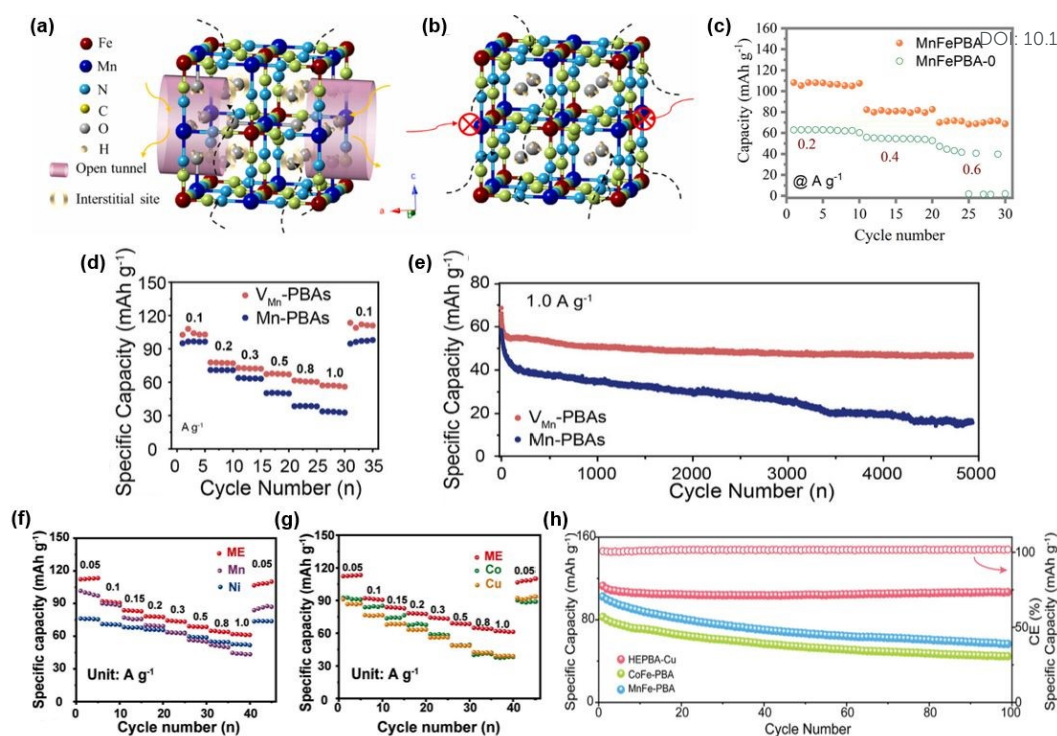 (a)
Fe
Mn
N
C
O
H
Open tunnel
Interstitial site
c
a
b
(b)
(c)
DOI: 10.1
Capacity (mAh g⁻¹)
160
140
120
100
80
60
40
20
0
MnFePBA
MnFePBA-0
0.2
0.4
0.6
@ A g⁻¹
1 5 10 15 20 25 30
Cycle number
(d)
Specific Capacity (mAh g⁻¹)
150
120
90
60
30
0
V_Mn-PBAs
Mn-PBAs
0.1
0.1
0.2
0.3
0.5
0.8
1.0
A g⁻¹
0 5 10 15 20 25 30 35
Cycle Number (n)
(e)
Specific Capacity (mAh g⁻¹)
80
60
40
20
0
1.0 A g⁻¹
V_Mn-PBAs
Mn-PBAs
0 1000 2000 3000 4000 5000
Cycle Number (n)
(f)
Specific capacity (mAh g⁻¹)
150
120
90
60
30
0
ME
Mn
Ni
0.05
0.05
0.1
0.15
0.2
0.3
0.5
0.8
1.0
Unit: A g⁻¹
0 10 20 30 40
Cycle number (n)
(g)
Specific capacity (mAh g⁻¹)
150
120
90
60
30
0
ME
Co
Cu
0.05
0.05
0.1
0.15
0.2
0.3
0.5
0.8
1.0
Unit: A g⁻¹
0 10 20 30 40
Cycle number (n)
(h)
Specific Capacity (mAh g⁻¹)
160
80
0
HEPBA-Cu
CoFe-PBA
MnFe-PBA
0 20 40 60 80 100
Cycle Number
100
50
0
CE (%)
Specific Capacity (mAh g⁻¹)